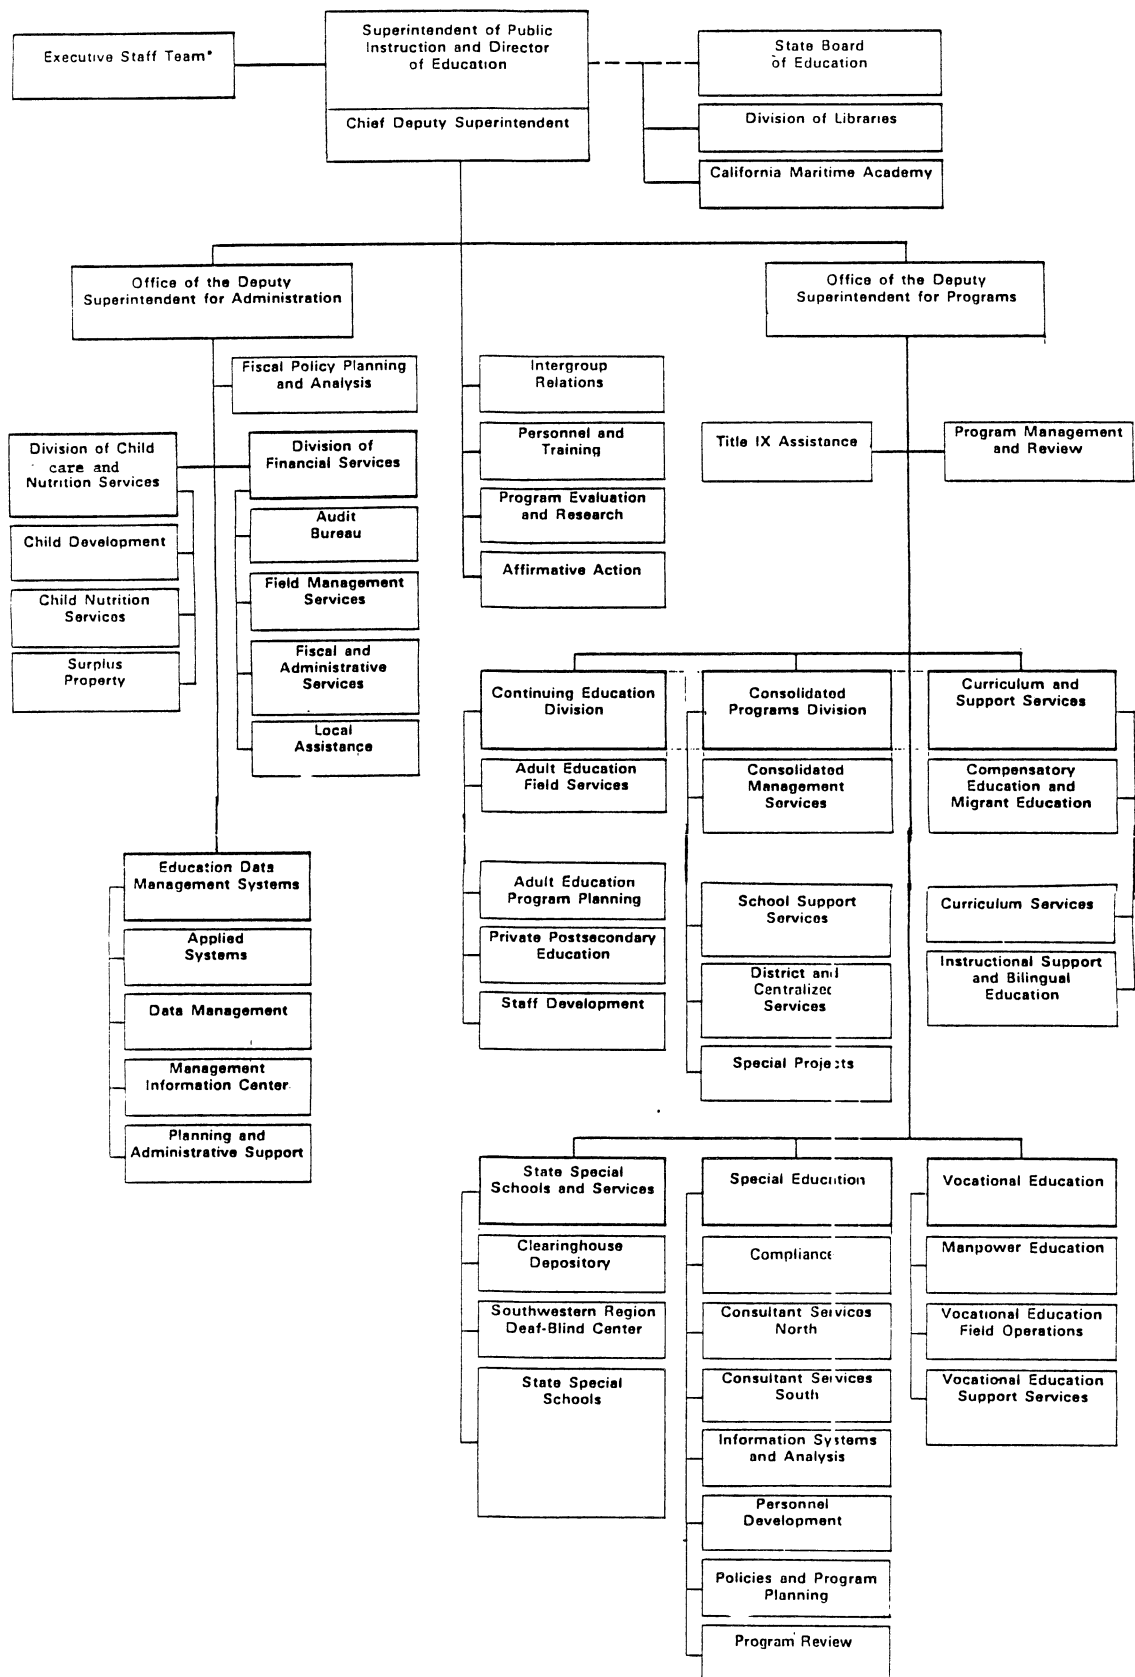 Executive Staff Team*
Superintendent of Public
Instruction and Director
of Education
Chief Deputy Superintendent
State Board
of Education
Division of Libraries
California Maritime Academy
Office of the Deputy
Superintendent for Administration
Office of the Deputy
Superintendent for Programs
Fiscal Policy Planning
and Analysis
Division of Child
care and
Nutrition Services
Division of
Financial Services
Child Development
Child Nutrition
Services
Surplus
Property
Audit
Bureau
Field Management
Services
Fiscal and
Administrative
Services
Local
Assistance
Intergroup
Relations
Personnel and
Training
Program Evaluation
and Research
Affirmative Action
Title IX Assistance
Program Management
and Review
Education Data
Management Systems
Applied
Systems
Data Management
Management
Information Center
Planning and
Administrative Support
Continuing Education
Division
Adult Education
Field Services
Adult Education
Program Planning
Private Postsecondary
Education
Staff Development
Consolidated
Programs Division
Consolidated
Management
Services
School Support
Services
District and
Centralized
Services
Special Projects
Curriculum and
Support Services
Compensatory
Education and
Migrant Education
Curriculum Services
Instructional Support
and Bilingual
Education
State Special
Schools and Services
Clearinghouse
Depository
Southwestern Region
Deaf-Blind Center
State Special
Schools
Special Education
Compliance
Consultant Services
North
Consultant Services
South
Information Systems
and Analysis
Personnel
Development
Policies and Program
Planning
Program Review
Vocational Education
Manpower Education
Vocational Education
Field Operations
Vocational Education
Support Services